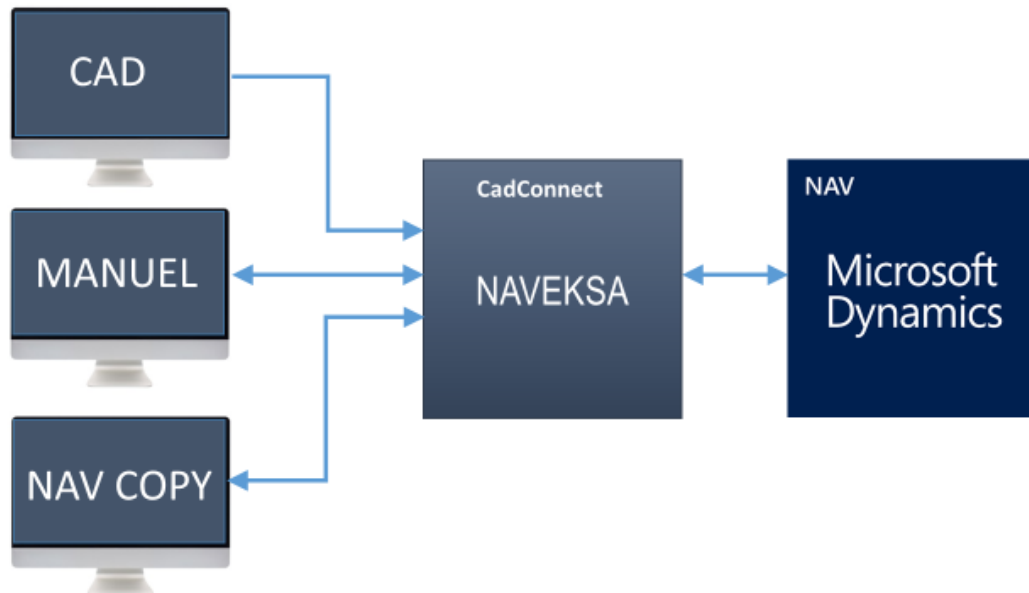 CAD
MANUEL
NAV COPY
CadConnect
NAVEKSA
NAV
Microsoft
Dynamics